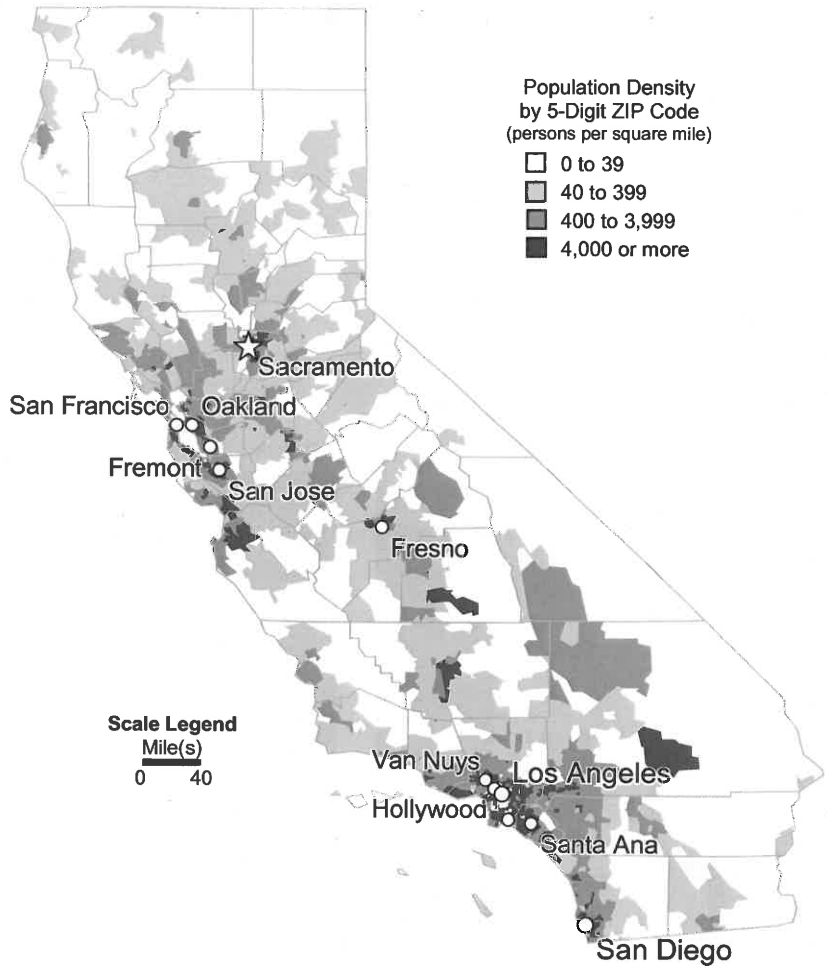 Population Density
by 5-Digit ZIP Code
(persons per square mile)
0 to 39
40 to 399
400 to 3,999
4,000 or more
Sacramento
San Francisco
Oakland
Fremont
San Jose
Fresno
Scale Legend
Mile(s)
0 40
Van Nuys
Los Angeles
Hollywood
Santa Ana
San Diego